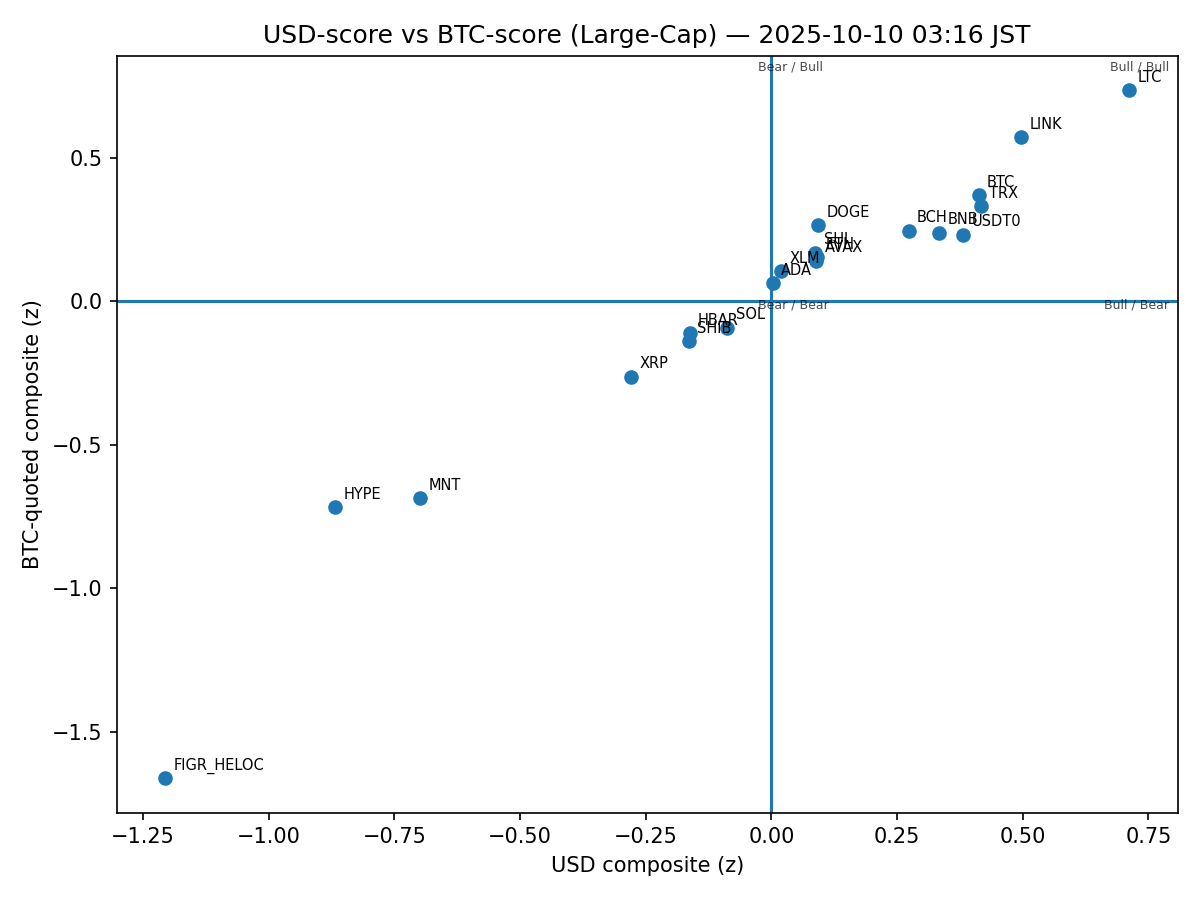 USD-score vs BTC-score (Large-Cap) — 2025-10-10 03:16 JST
Bear / Bull
Bull / Bull
LTC
LINK
BTC
TRX
DOGE
BCH
BNB
USDT0
SUI
AVAX
XLM
ADA
Bear / Bear
Bull / Bear
SOL
HBAR
SHIB
XRP
MNT
HYPE
FIGR_HELOC
0.5
0.0
−0.5
−1.0
−1.5
BTC-quoted composite (z)
−1.25
−1.00
−0.75
−0.50
−0.25
0.00
0.25
0.50
0.75
USD composite (z)